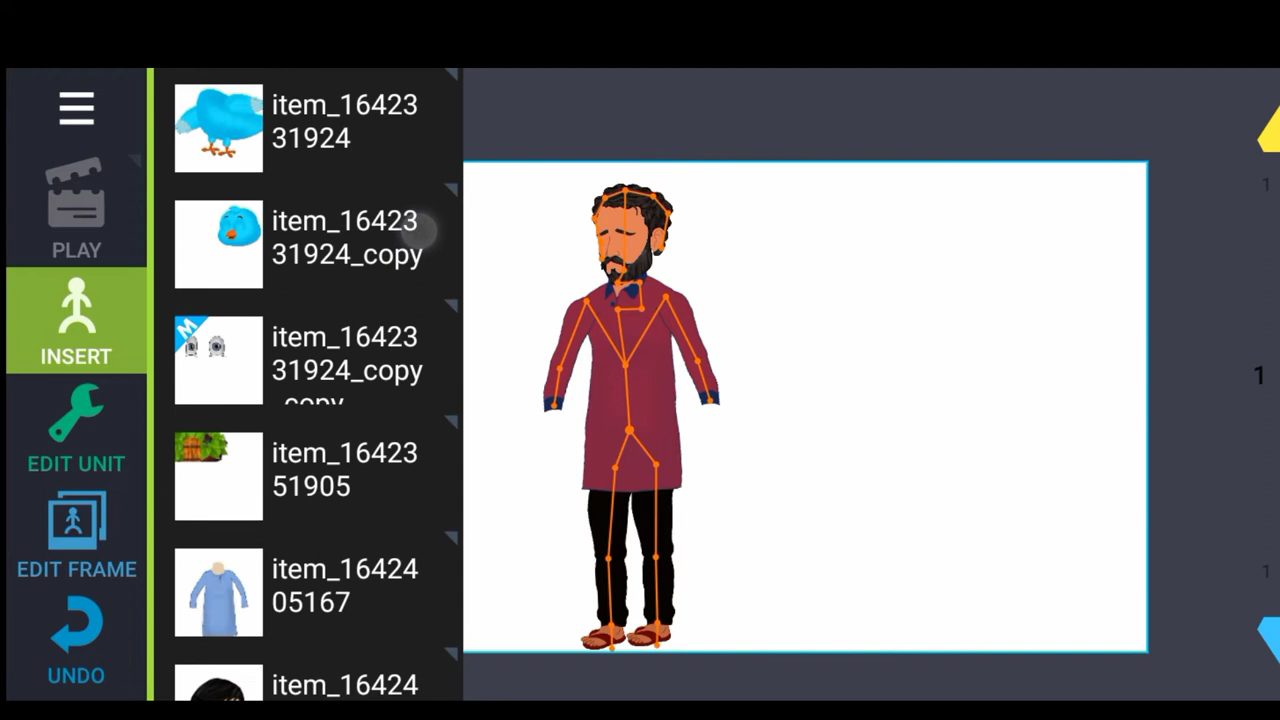 PLAY
INSERT
EDIT UNIT
EDIT FRAME
UNDO
item_16423
31924
item_16423
31924_copy
M
item_16423
31924_copy
_copy
item_16423
51905
item_16424
05167
item_16424
1
1
1